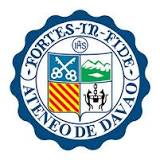 FORTES·IN·FIDE
IHS
ATENEO DE DAVAO